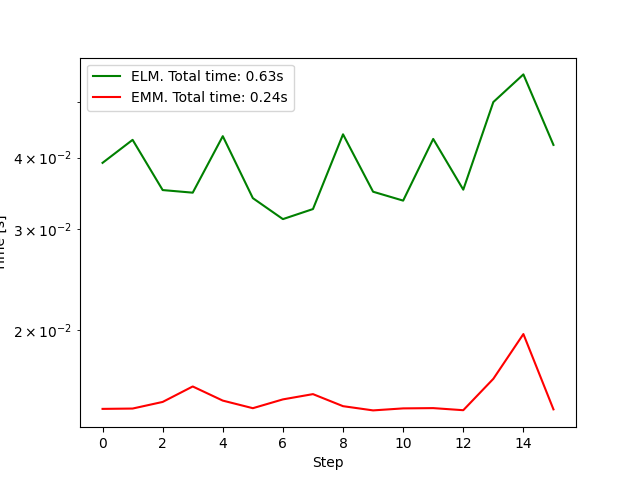 ELM. Total time: 0.63s
EMM. Total time: 0.24s
4 × 10⁻²
3 × 10⁻²
2 × 10⁻²
0 2 4 6 8 10 12 14
Step